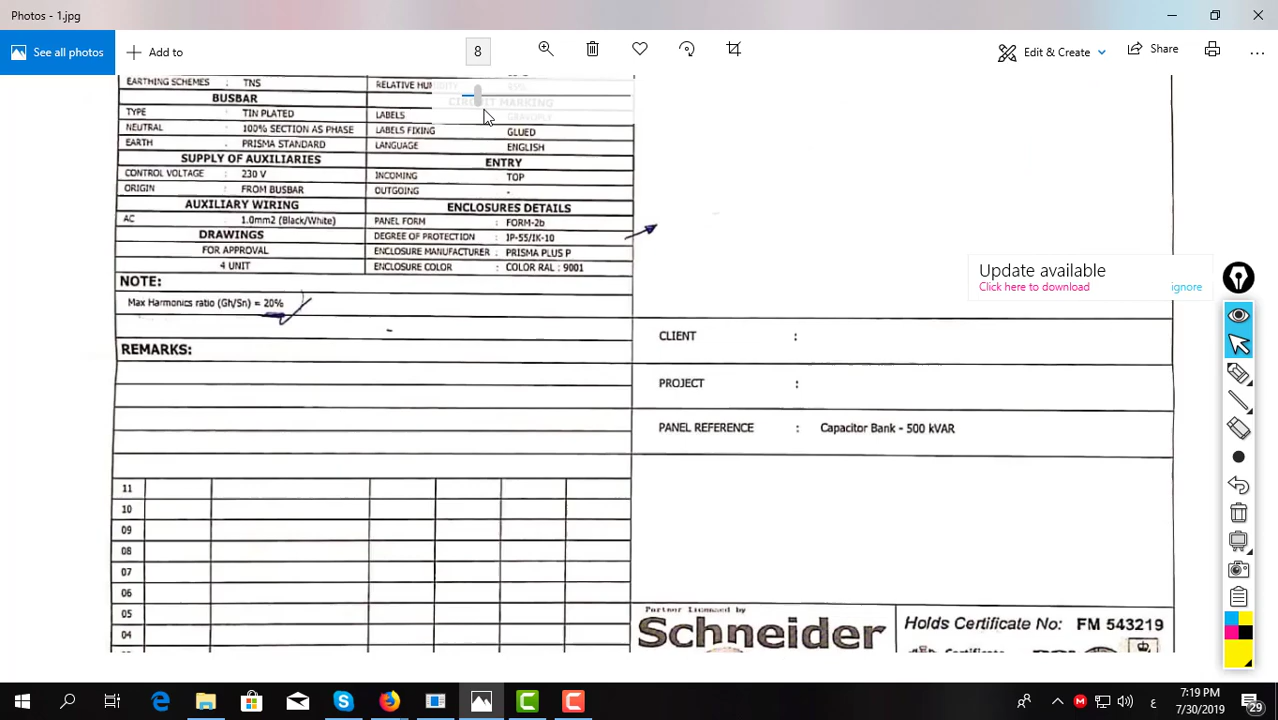 Photos - 1.jpg
See all photos
Add to
8
Edit & Create
Share
EARTHING SCHEMES : TNS
BUSBAR
TYPE : TIN PLATED
NEUTRAL : 100% SECTION AS PHASE
EARTH . PRISMA STANDARD
SUPPLY OF AUXILIARIES
CONTROL VOLTAGE : 230 V
ORIGIN : FROM BUSBAR
AUXILIARY WIRING
AC 1.0mm2 (Black/White)
DRAWINGS
FOR APPROVAL
4 UNIT
RELATIVE HUMIDITY 99%
CIRCUIT MARKING
LABELS GRAVOPLY
LABELS FIXING GLUED
LANGUAGE ENGLISH
ENTRY
INCOMING TOP
OUTGOING -
ENCLOSURES DETAILS
PANEL FORM : FORM-2b
DEGREE OF PROTECTION : IP-55/IK-10
ENCLOSURE MANUFACTURER : PRISMA PLUS P
ENCLOSURE COLOR : COLOR RAL : 9001
NOTE:
Max Harmonics ratio (Gh/Sn) = 20%
REMARKS:
11
10
09
08
07
06
05
04
CLIENT :
PROJECT :
PANEL REFERENCE : Capacitor Bank - 500 kVAR
Partner Licensed by
Schneider
Holds Certificate No: FM 543219
Certificate
Update available
Click here to download
ignore
ع
7:19 PM
7/30/2019
29